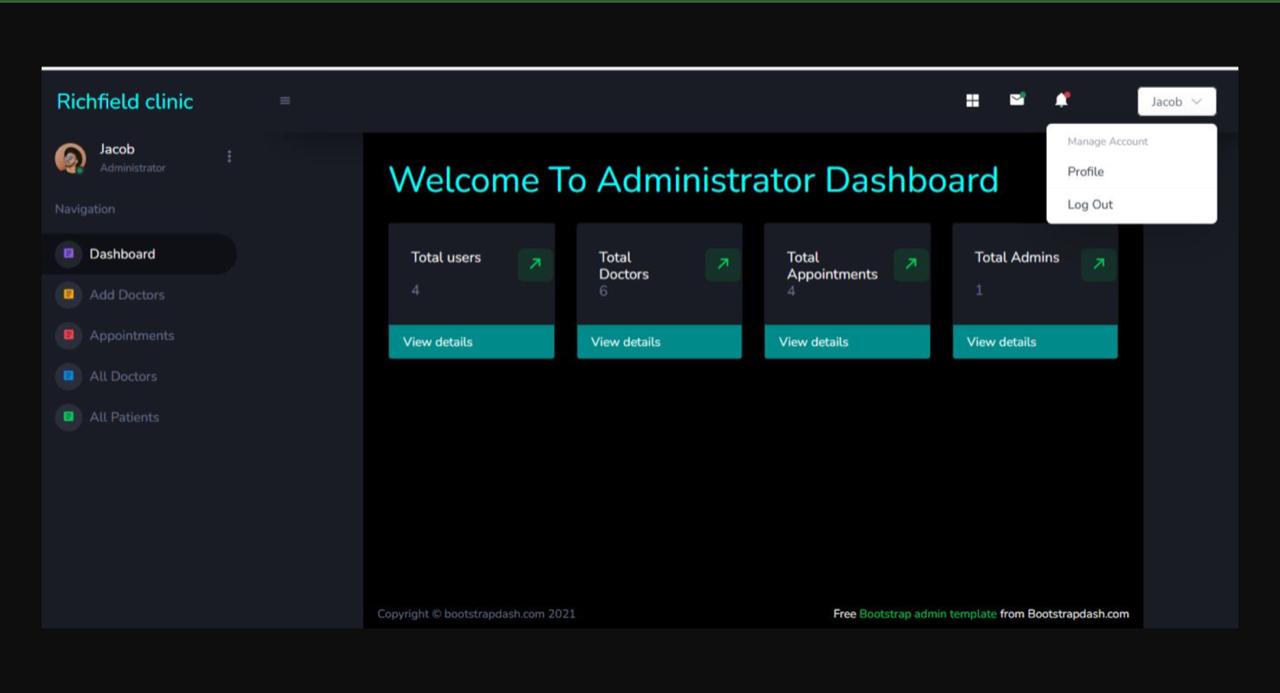 Richfield clinic
Jacob
Manage Account
Profile
Log Out
Jacob
Administrator
Navigation
Dashboard
Add Doctors
Appointments
All Doctors
All Patients
Welcome To Administrator Dashboard
Total users
4
View details
Total
Doctors
6
View details
Total
Appointments
4
View details
Total Admins
1
View details
Copyright © bootstrapdash.com 2021
Free Bootstrap admin template from Bootstrapdash.com